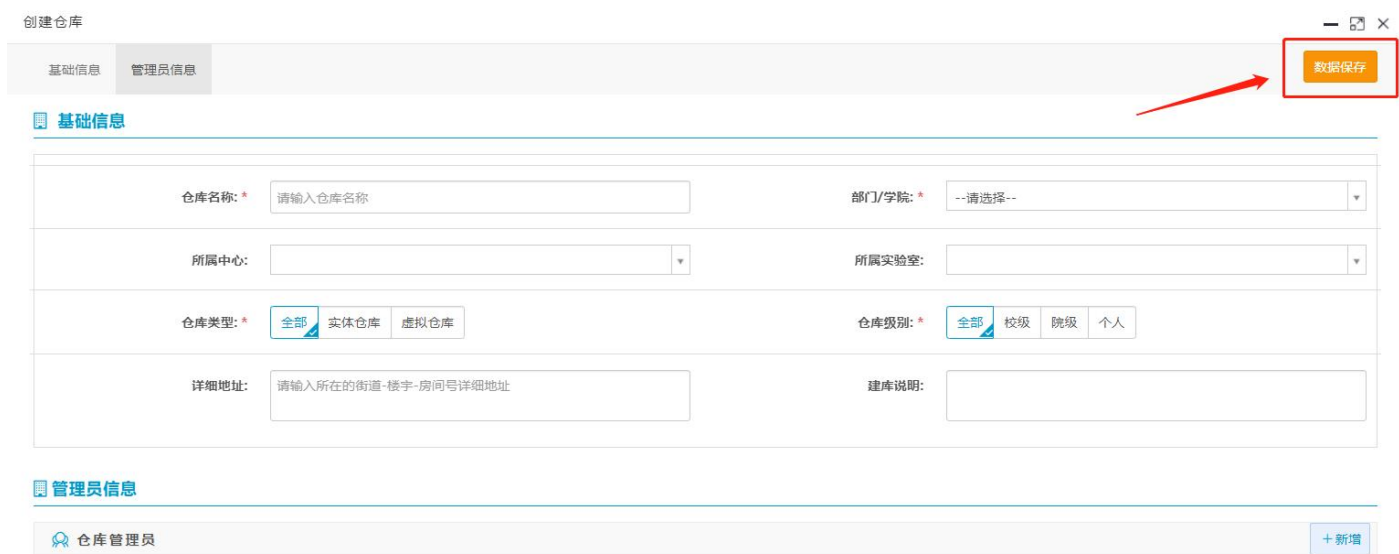 创建仓库
基础信息 管理员信息 数据保存
基础信息
仓库名称: * 请输入仓库名称 部门/学院: * --请选择--
所属中心: 所属实验室:
仓库类型: * 全部 实体仓库 虚拟仓库 仓库级别: * 全部 校级 院级 个人
详细地址: 请输入所在的街道-楼宇-房间号详细地址 建库说明:
管理员信息
仓库管理员 +新增